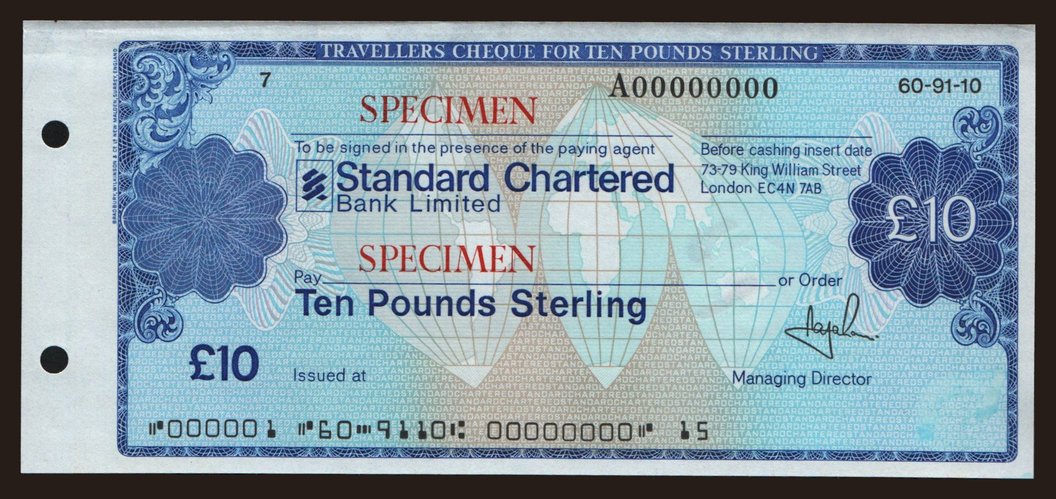 TRAVELLERS CHEQUE FOR TEN POUNDS STERLING
7
A00000000
60-91-10
SPECIMEN
To be signed in the presence of the paying agent
Before cashing insert date
Standard Chartered
Bank Limited
73-79 King William Street
London EC4N 7AB
£10
SPECIMEN
Pay
or Order
Ten Pounds Sterling
£10
Issued at
Managing Director
⑈000001 ⑈60⑉9110⑆ 00000000⑈ 15